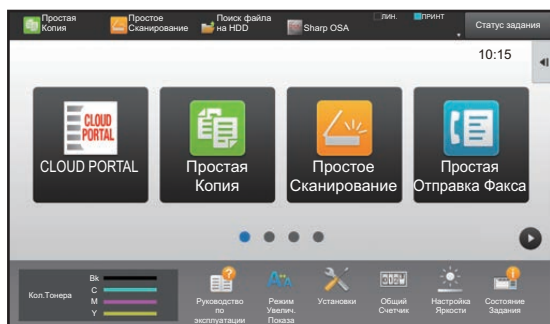 Простая
Копия
Простое
Сканирование
Поиск файла
на HDD
Sharp OSA
ЛИН.
ПРИНТ
Статус задания
10:15
CLOUD
PORTAL
CLOUD PORTAL
Простая
Копия
Простое
Сканирование
Простая
Отправка Факса
Кол.Тонера
Bk
C
M
Y
Руководство
по
эксплуатации
Режим
Увелич.
Показа
Установки
Общий
Счетчик
Настройка
Яркости
Состояние
Задания